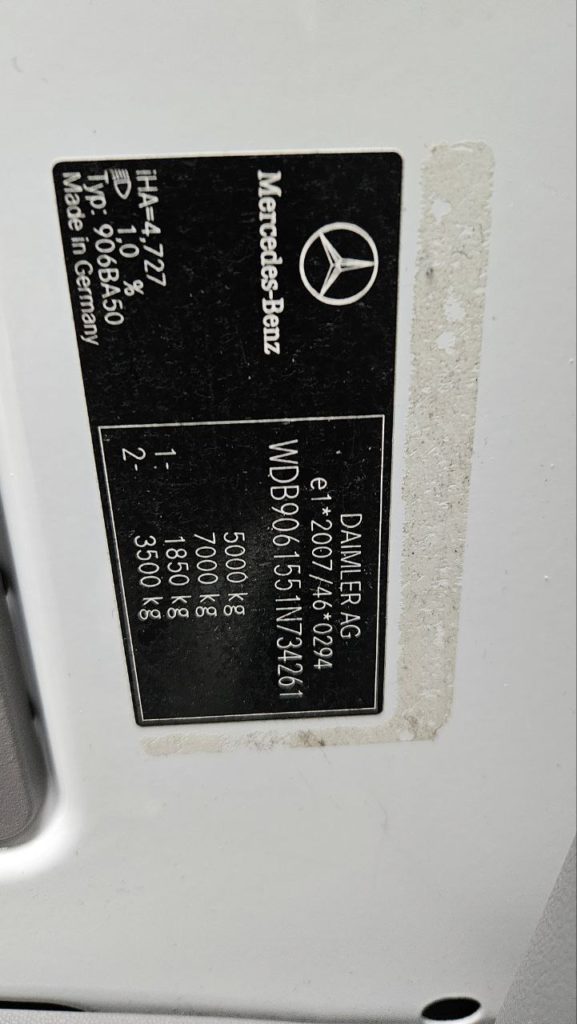 Mercedes-Benz
iHA=4,727
1,0 %
Typ: 906BA50
Made in Germany
DAIMLER AG
e1*2007/46*0294
WDB9061551N734261
5000 kg
7000 kg
1- 1850 kg
2- 3500 kg